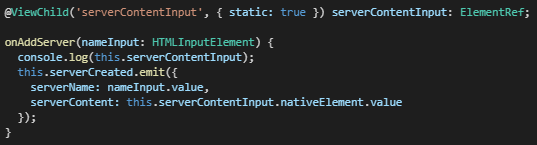 @ViewChild('serverContentInput', { static: true }) serverContentInput: ElementRef;
onAddServer(nameInput: HTMLInputElement) {
console.log(this.serverContentInput);
this.serverCreated.emit({
serverName: nameInput.value,
serverContent: this.serverContentInput.nativeElement.value
});
}